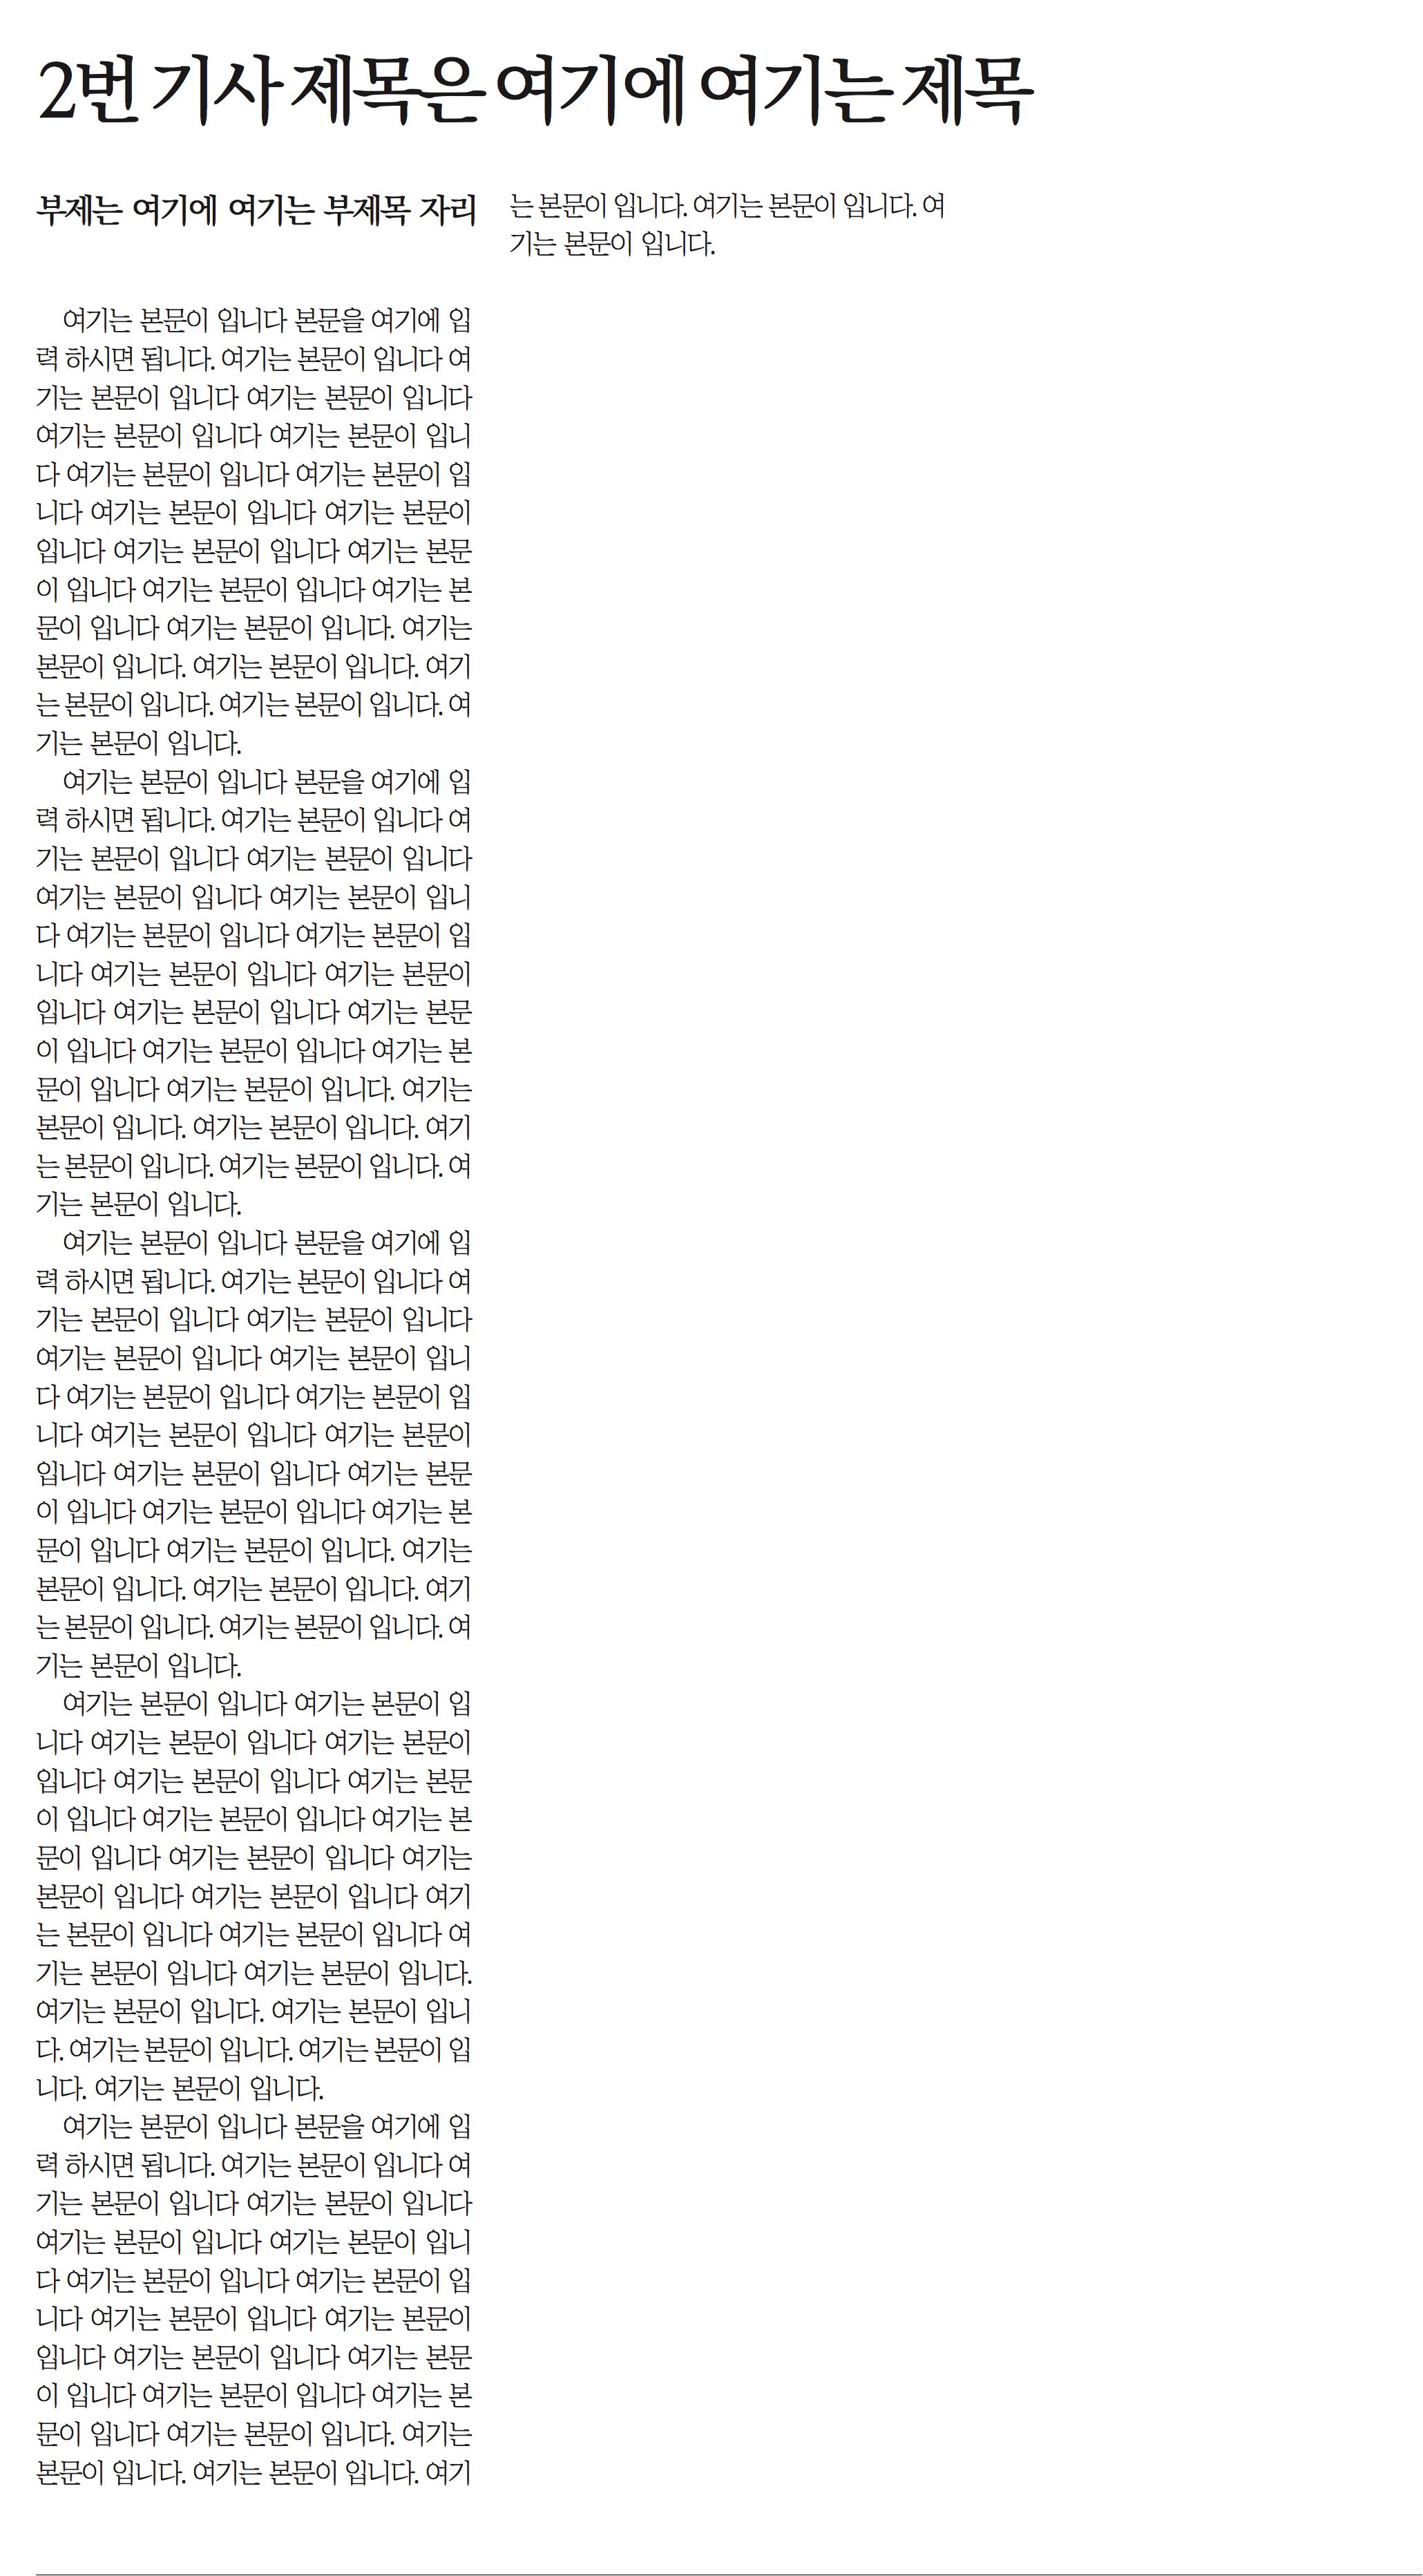 2번 기사 제목은 여기에 여기는 제목
부제는 여기에 여기는 부제목 자리
여기는 본문이 입니다 본문을 여기에 입
력 하시면 됩니다. 여기는 본문이 입니다 여
기는 본문이 입니다 여기는 본문이 입니다
여기는 본문이 입니다 여기는 본문이 입니
다 여기는 본문이 입니다 여기는 본문이 입
니다 여기는 본문이 입니다 여기는 본문이
입니다 여기는 본문이 입니다 여기는 본문
이 입니다 여기는 본문이 입니다 여기는 본
문이 입니다 여기는 본문이 입니다. 여기는
본문이 입니다. 여기는 본문이 입니다. 여기
는 본문이 입니다. 여기는 본문이 입니다. 여
기는 본문이 입니다.
여기는 본문이 입니다 본문을 여기에 입
력 하시면 됩니다. 여기는 본문이 입니다 여
기는 본문이 입니다 여기는 본문이 입니다
여기는 본문이 입니다 여기는 본문이 입니
다 여기는 본문이 입니다 여기는 본문이 입
니다 여기는 본문이 입니다 여기는 본문이
입니다 여기는 본문이 입니다 여기는 본문
이 입니다 여기는 본문이 입니다 여기는 본
문이 입니다 여기는 본문이 입니다. 여기는
본문이 입니다. 여기는 본문이 입니다. 여기
는 본문이 입니다. 여기는 본문이 입니다. 여
기는 본문이 입니다.
여기는 본문이 입니다 본문을 여기에 입
력 하시면 됩니다. 여기는 본문이 입니다 여
기는 본문이 입니다 여기는 본문이 입니다
여기는 본문이 입니다 여기는 본문이 입니
다 여기는 본문이 입니다 여기는 본문이 입
니다 여기는 본문이 입니다 여기는 본문이
입니다 여기는 본문이 입니다 여기는 본문
이 입니다 여기는 본문이 입니다 여기는 본
문이 입니다 여기는 본문이 입니다. 여기는
본문이 입니다. 여기는 본문이 입니다. 여기
는 본문이 입니다. 여기는 본문이 입니다. 여
기는 본문이 입니다.
여기는 본문이 입니다 여기는 본문이 입
니다 여기는 본문이 입니다 여기는 본문이
입니다 여기는 본문이 입니다 여기는 본문
이 입니다 여기는 본문이 입니다 여기는 본
문이 입니다 여기는 본문이 입니다 여기는
본문이 입니다 여기는 본문이 입니다 여기
는 본문이 입니다 여기는 본문이 입니다 여
기는 본문이 입니다 여기는 본문이 입니다.
여기는 본문이 입니다. 여기는 본문이 입니
다. 여기는 본문이 입니다. 여기는 본문이 입
니다. 여기는 본문이 입니다.
여기는 본문이 입니다 본문을 여기에 입
력 하시면 됩니다. 여기는 본문이 입니다 여
기는 본문이 입니다 여기는 본문이 입니다
여기는 본문이 입니다 여기는 본문이 입니
다 여기는 본문이 입니다 여기는 본문이 입
니다 여기는 본문이 입니다 여기는 본문이
입니다 여기는 본문이 입니다 여기는 본문
이 입니다 여기는 본문이 입니다 여기는 본
문이 입니다 여기는 본문이 입니다. 여기는
본문이 입니다. 여기는 본문이 입니다. 여기
는 본문이 입니다. 여기는 본문이 입니다. 여
기는 본문이 입니다.